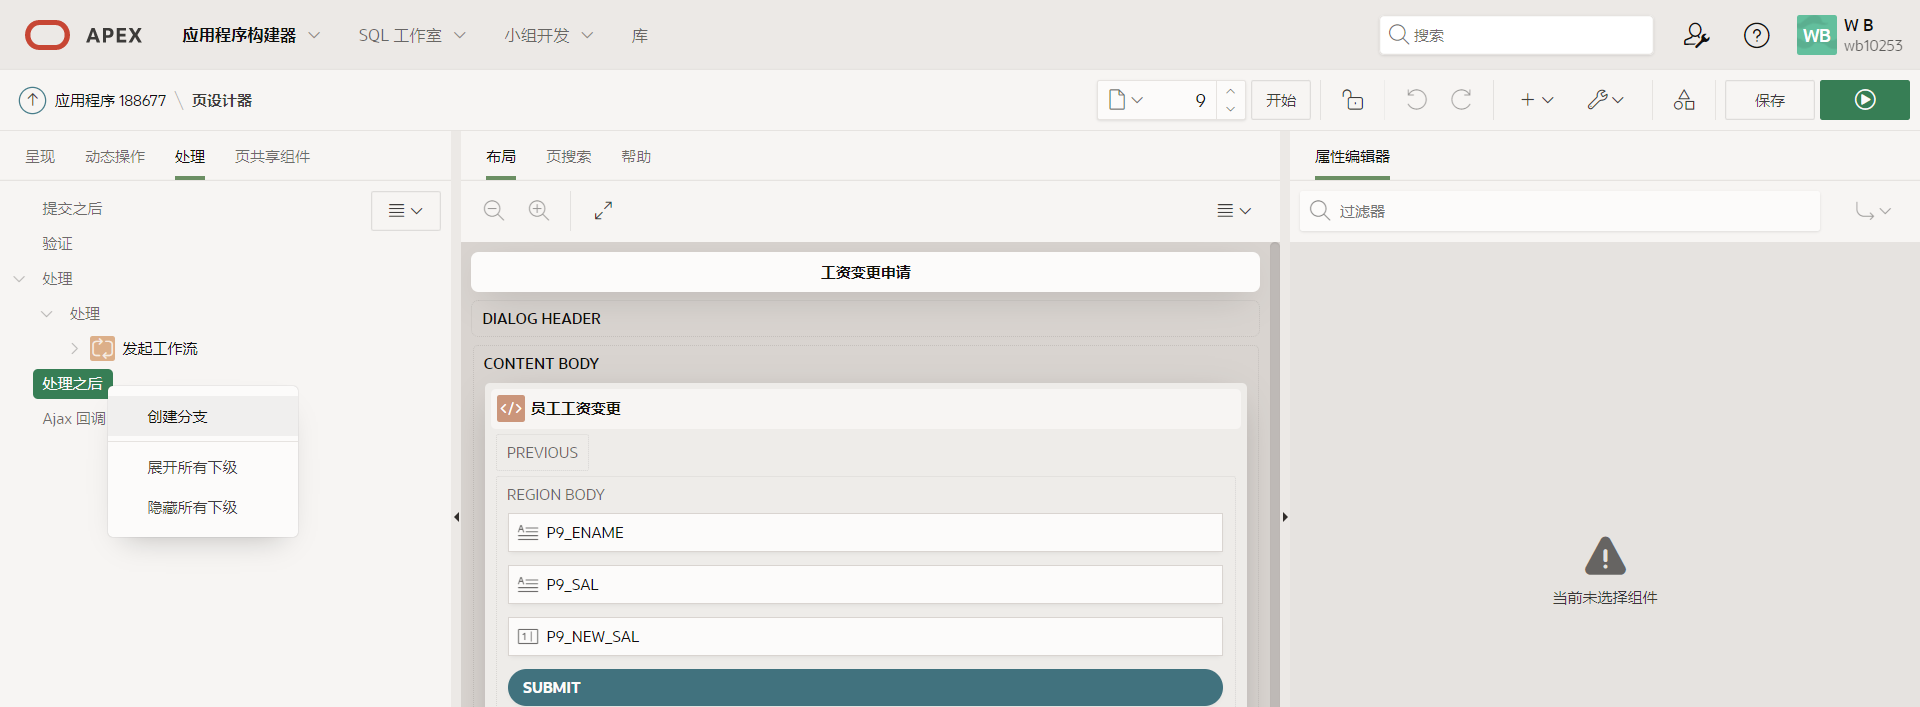 APEX 应用程序构建器 SQL 工作室 小组开发 库 搜索 WB W B
wb10253
应用程序 188677 \ 页设计器 9 开始 保存
呈现 动态操作 处理 页共享组件 布局 页搜索 帮助 属性编辑器
提交之后 过滤器
验证
处理
处理
发起工作流
处理之后
Ajax 回调
创建分支
展开所有下级
隐藏所有下级
工资变更申请
DIALOG HEADER
CONTENT BODY
员工工资变更
PREVIOUS
REGION BODY
P9_ENAME
P9_SAL
P9_NEW_SAL
SUBMIT
当前未选择组件